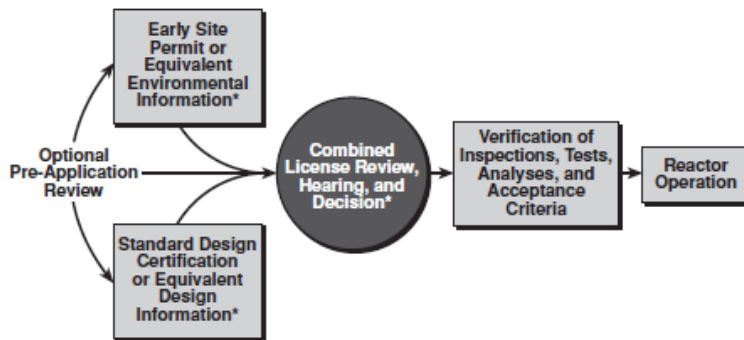 Early Site
Permit or
Equivalent
Environmental
Information*
Optional
Pre-Application
Review
Standard Design
Certification
or Equivalent
Design
Information*
Combined
License Review,
Hearing, and
Decision*
Verification of
Inspections, Tests,
Analyses, and
Acceptance
Criteria
Reactor
Operation